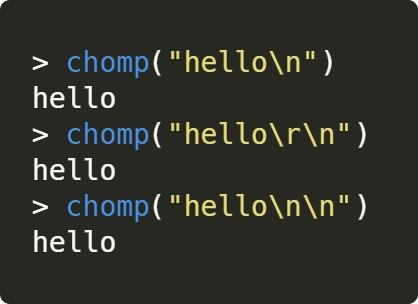 > chomp("hello\n")
hello
> chomp("hello\r\n")
hello
> chomp("hello\n\n")
hello